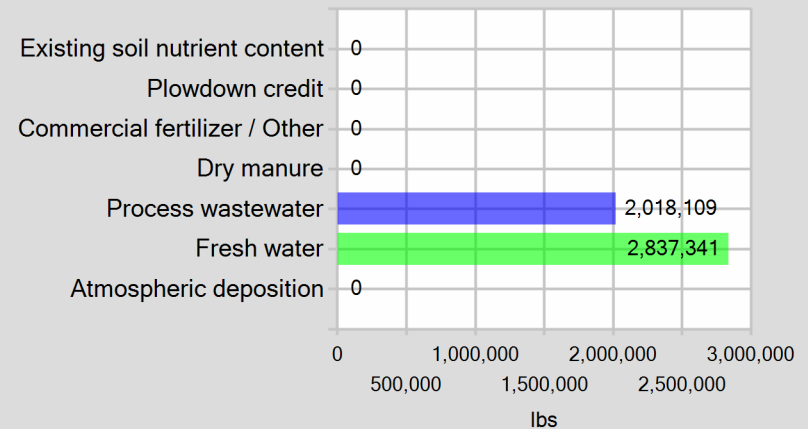 Existing soil nutrient content 0
Plowdown credit 0
Commercial fertilizer / Other 0
Dry manure 0
Process wastewater 2,018,109
Fresh water 2,837,341
Atmospheric deposition 0
0 1,000,000 2,000,000 3,000,000
500,000 1,500,000 2,500,000
lbs